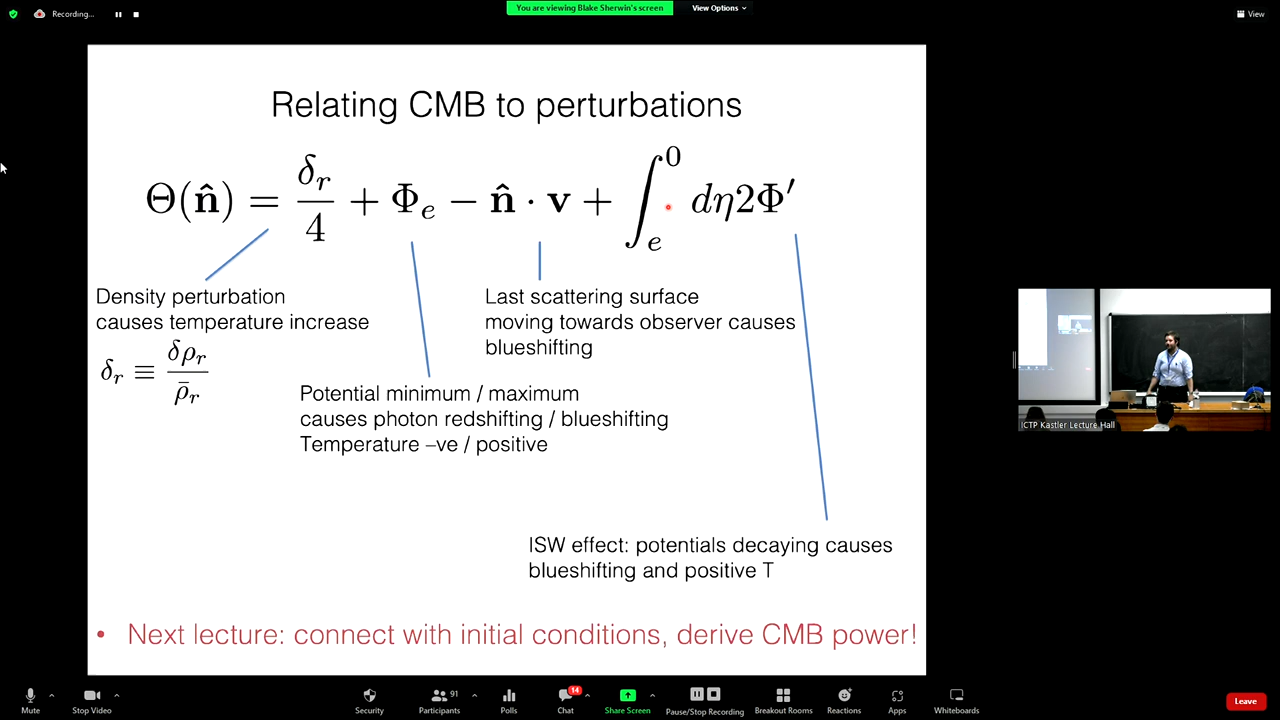 Recording...
You are viewing Blake Sherwin's screen
View Options
View
Relating CMB to perturbations
Θ(n̂) = δ_r/4 + Φ_e − n̂ · v + ∫_e^0 dη2Φ′
Density perturbation
causes temperature increase
δ_r ≡ δρ_r/ρ̄_r
Last scattering surface
moving towards observer causes
blueshifting
Potential minimum / maximum
causes photon redshifting / blueshifting
Temperature –ve / positive
ISW effect: potentials decaying causes
blueshifting and positive T
• Next lecture: connect with initial conditions, derive CMB power!
ICTP Kastler Lecture Hall
Mute
Stop Video
Security
91
Participants
Polls
14
Chat
Share Screen
Pause/Stop Recording
Breakout Rooms
Reactions
Apps
Whiteboards
Leave